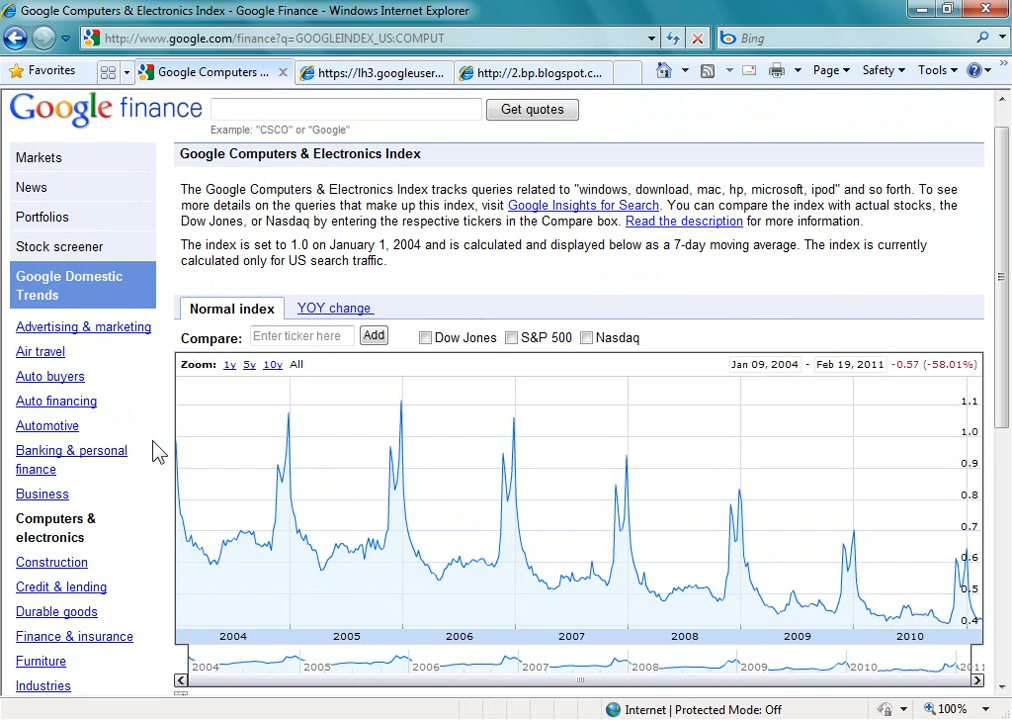 Google Computers & Electronics Index - Google Finance - Windows Internet Explorer
http://www.google.com/finance?q=GOOGLEINDEX_US:COMPUT
Bing
Favorites
Google Computers ...
https://lh3.googleuser...
http://2.bp.blogspot.c...
Page
Safety
Tools
Google finance
Get quotes
Example: "CSCO" or "Google"
Markets
News
Portfolios
Stock screener
Google Domestic
Trends
Advertising & marketing
Air travel
Auto buyers
Auto financing
Automotive
Banking & personal
finance
Business
Computers &
electronics
Construction
Credit & lending
Durable goods
Finance & insurance
Furniture
Industries
Google Computers & Electronics Index
The Google Computers & Electronics Index tracks queries related to "windows, download, mac, hp, microsoft, ipod" and so forth. To see
more details on the queries that make up this index, visit Google Insights for Search. You can compare the index with actual stocks, the
Dow Jones, or Nasdaq by entering the respective tickers in the Compare box. Read the description for more information.
The index is set to 1.0 on January 1, 2004 and is calculated and displayed below as a 7-day moving average. The index is currently
calculated only for US search traffic.
Normal index
YOY change
Compare: Enter ticker here Add Dow Jones S&P 500 Nasdaq
Zoom: 1y 5y 10y All
Jan 09, 2004 - Feb 19, 2011 -0.57 (-58.01%)
1.1
1.0
0.9
0.8
0.7
0.6
0.5
0.4
2004 2005 2006 2007 2008 2009 2010
2004 2005 2006 2007 2008 2009 2010 2011
Internet | Protected Mode: Off
100%